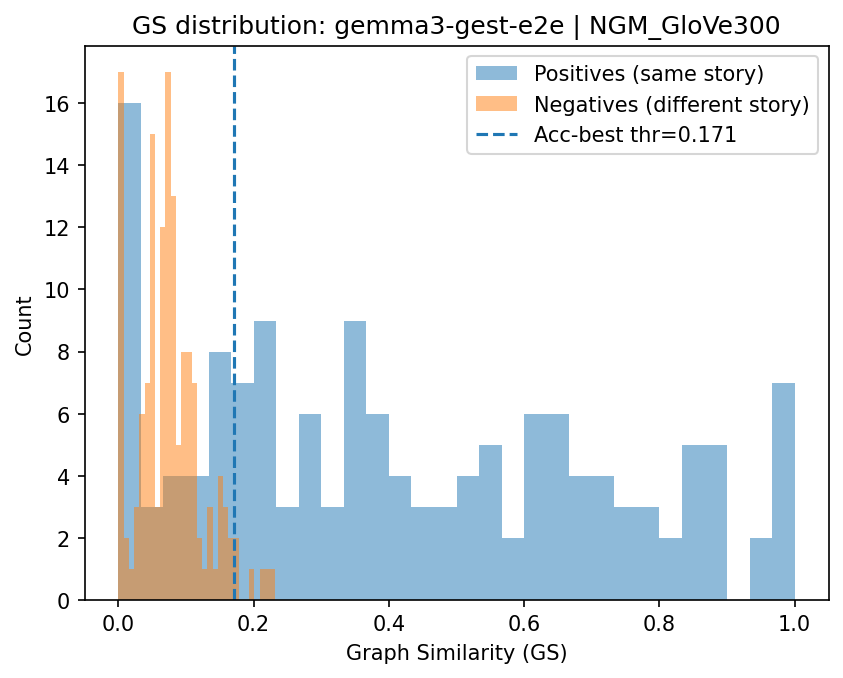 GS distribution: gemma3-gest-e2e | NGM_GloVe300
Positives (same story)
Negatives (different story)
Acc-best thr=0.171
Count
16
14
12
10
8
6
4
2
0
0.0 0.2 0.4 0.6 0.8 1.0
Graph Similarity (GS)